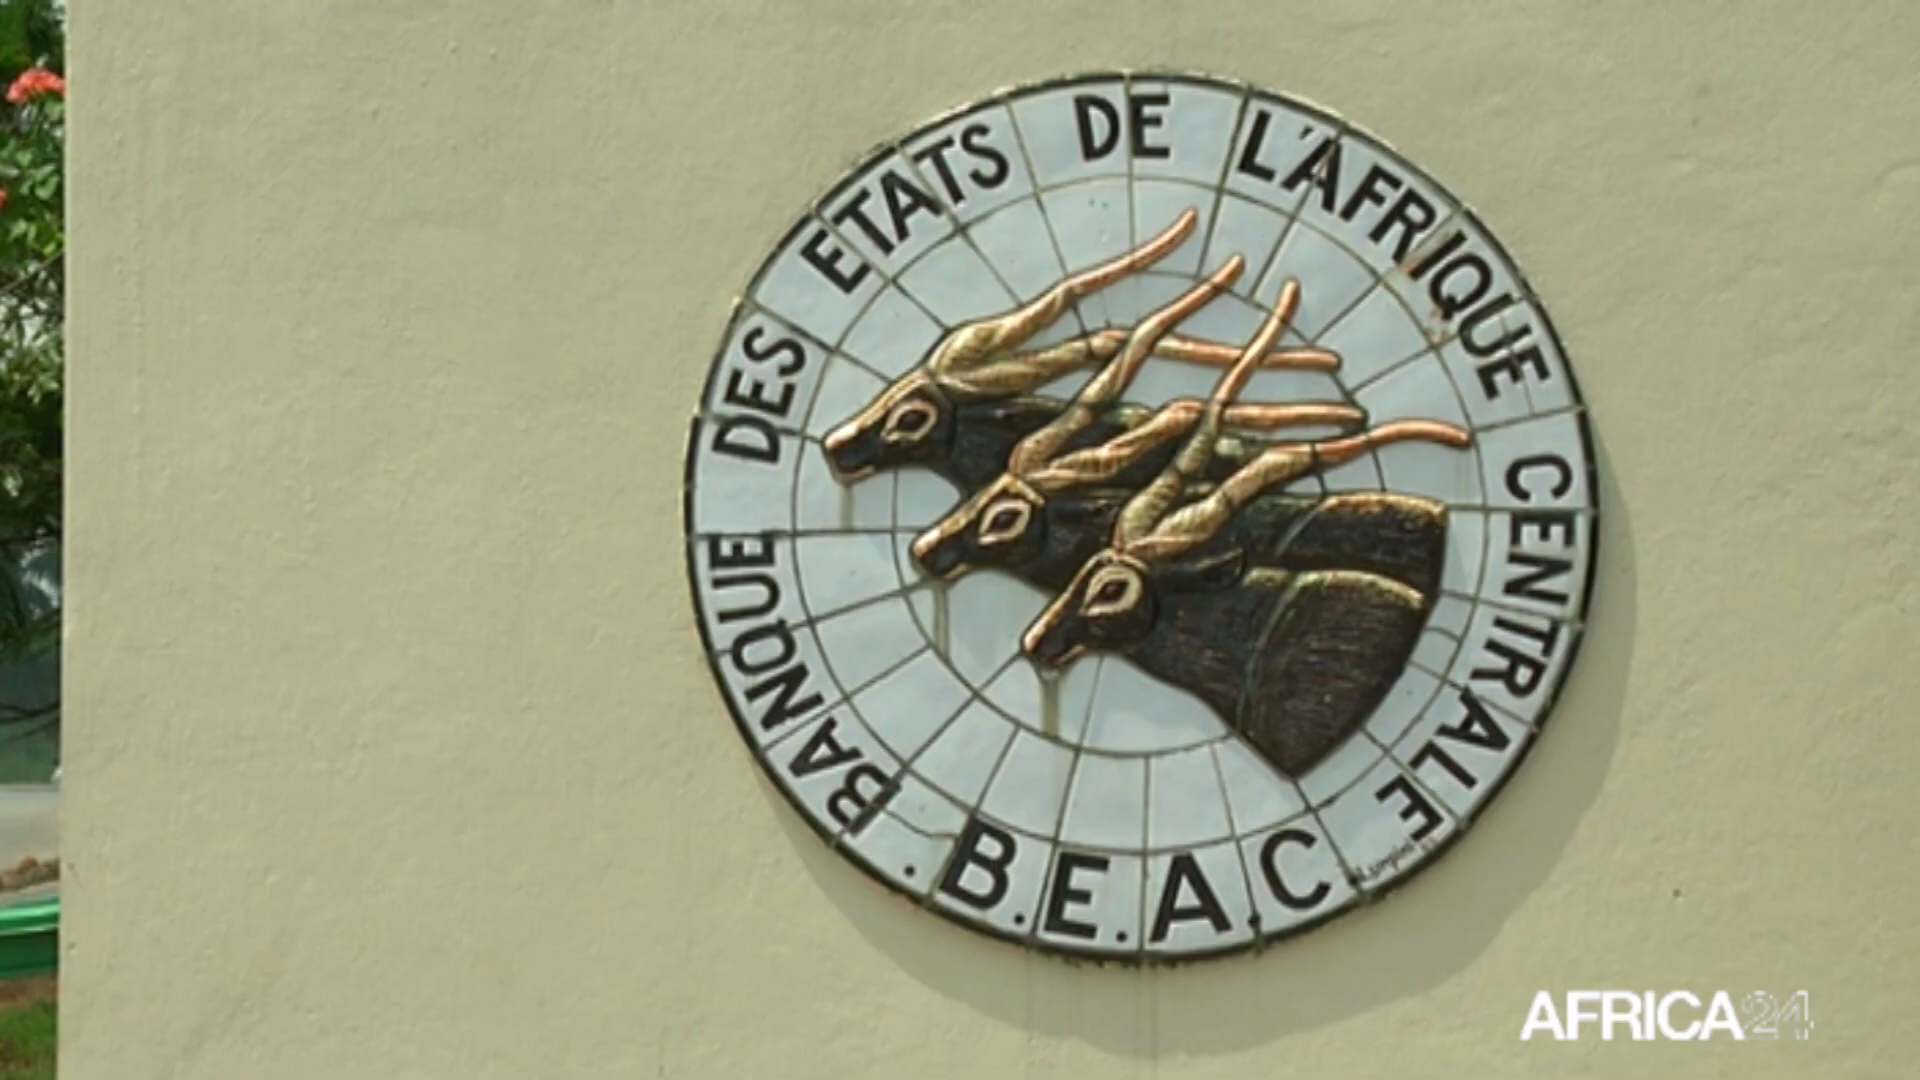 BANQUE DES ETATS DE L'AFRIQUE CENTRALE
. B.E.A.C
AFRICA24